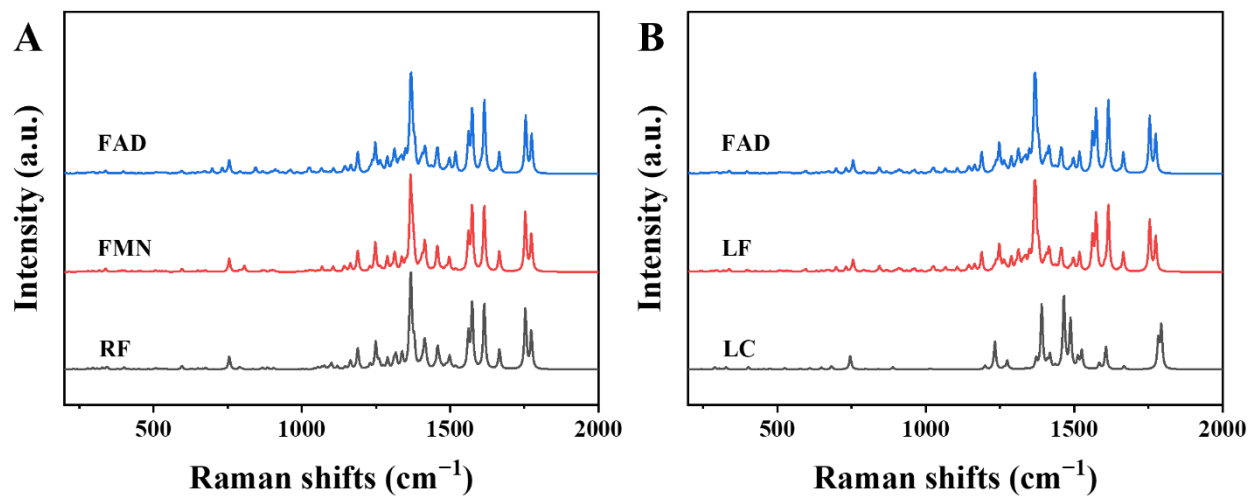 A
Intensity (a.u.)
FAD
FMN
RF
500
1000
1500
2000
Raman shifts (cm⁻¹)
B
Intensity (a.u.)
FAD
LF
LC
500
1000
1500
2000
Raman shifts (cm⁻¹)